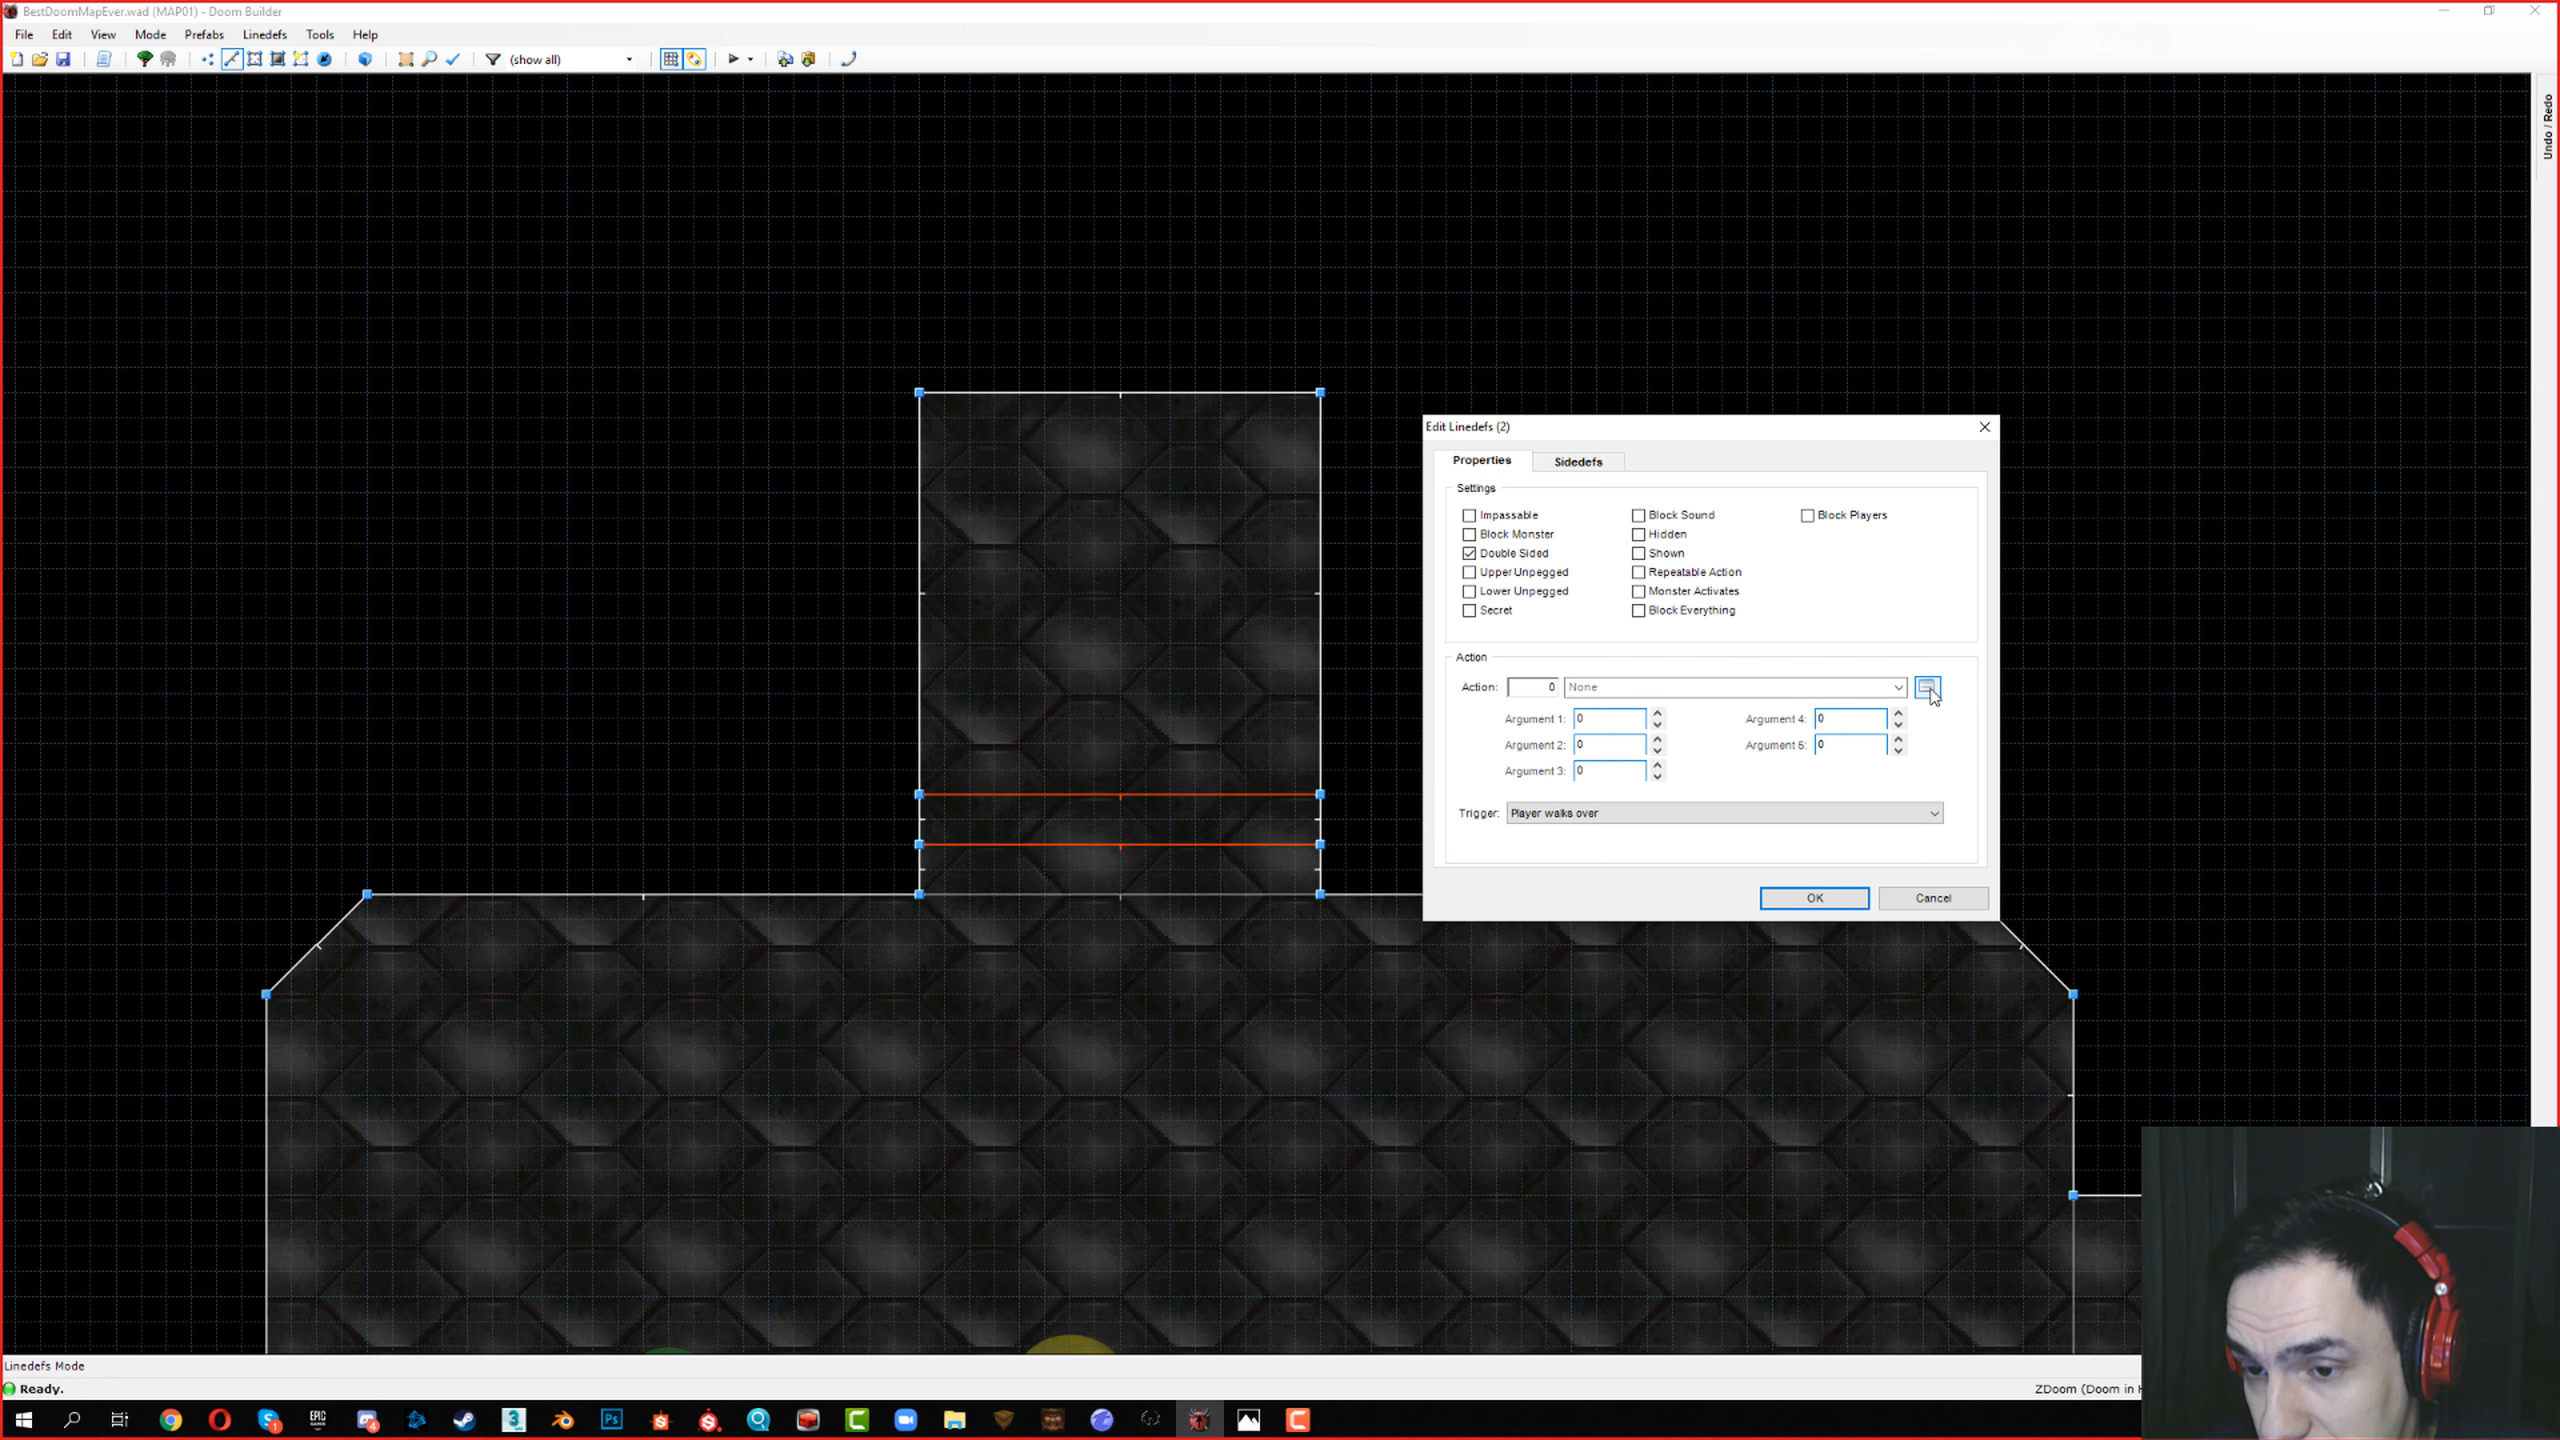 BestDoomMapEver.wad (MAP01) - Doom Builder
File Edit View Mode Prefabs Linedefs Tools Help
(show all)
Undo / Redo
Edit Linedefs (2)
Properties Sidedefs
Settings
Impassable Block Sound Block Players
Block Monster Hidden
Double Sided Shown
Upper Unpegged Repeatable Action
Lower Unpegged Monster Activates
Secret Block Everything
Action
Action: 0 None
Argument 1: 0 Argument 4: 0
Argument 2: 0 Argument 5: 0
Argument 3: 0
Trigger: Player walks over
OK Cancel
Linedefs Mode
Ready.
ZDoom (Doom in H
EPIC
GAMES
3
Ps